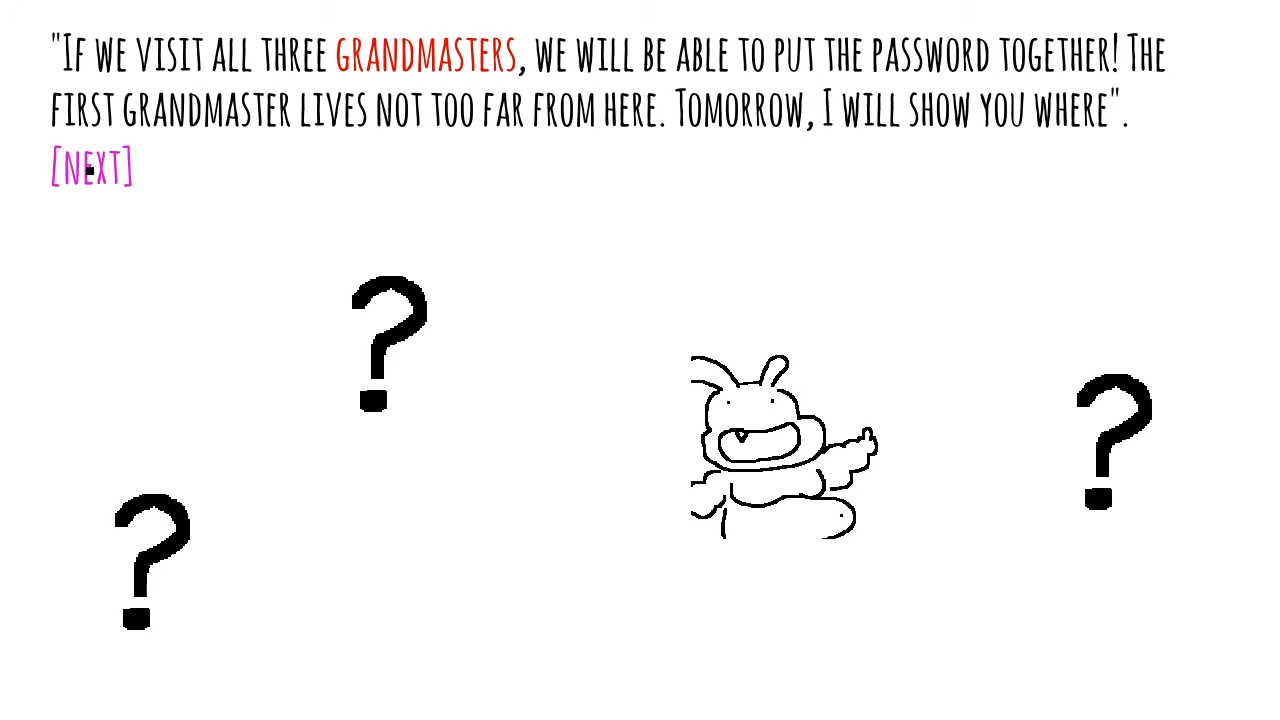 "If we visit all three grandmasters, we will be able to put the password together! The
first grandmaster lives not too far from here. Tomorrow, I will show you where".
[next]
?
?
?